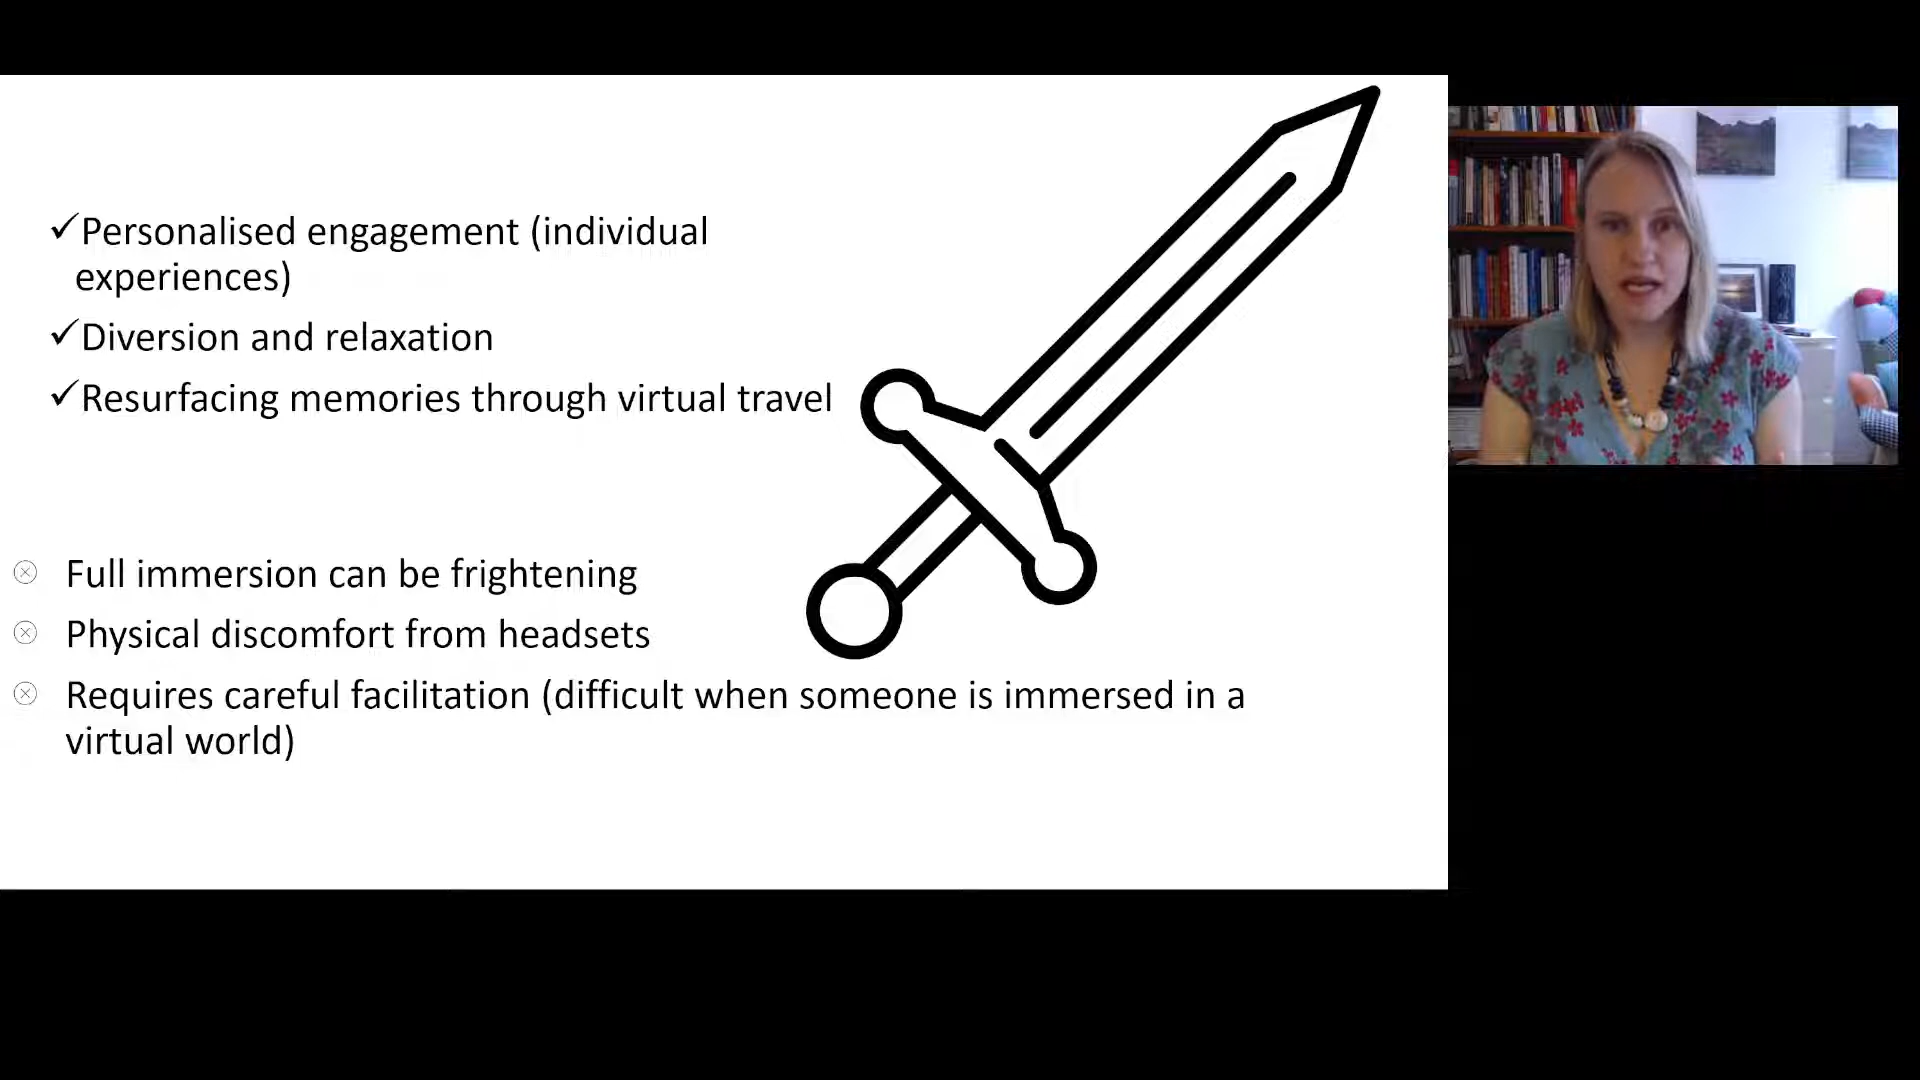 ✓Personalised engagement (individual
experiences)
✓Diversion and relaxation
✓Resurfacing memories through virtual travel
Full immersion can be frightening
Physical discomfort from headsets
Requires careful facilitation (difficult when someone is immersed in a
virtual world)